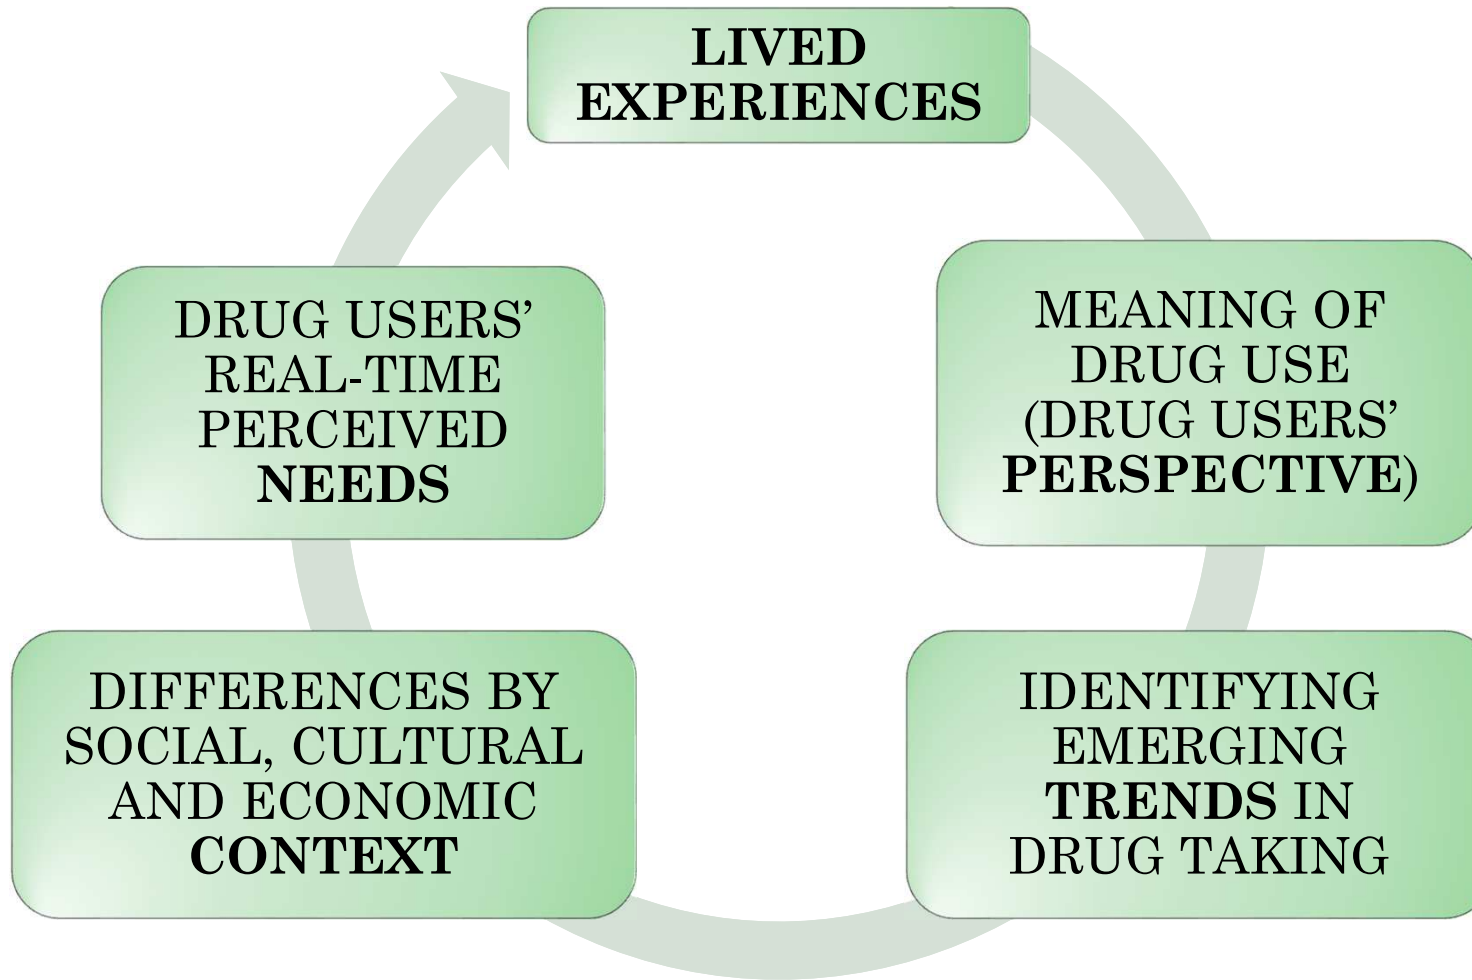 LIVED
EXPERIENCES
MEANING OF
DRUG USE
(DRUG USERS’
PERSPECTIVE)
IDENTIFYING
EMERGING
TRENDS IN
DRUG TAKING
DIFFERENCES BY
SOCIAL, CULTURAL
AND ECONOMIC
CONTEXT
DRUG USERS’
REAL-TIME
PERCEIVED
NEEDS